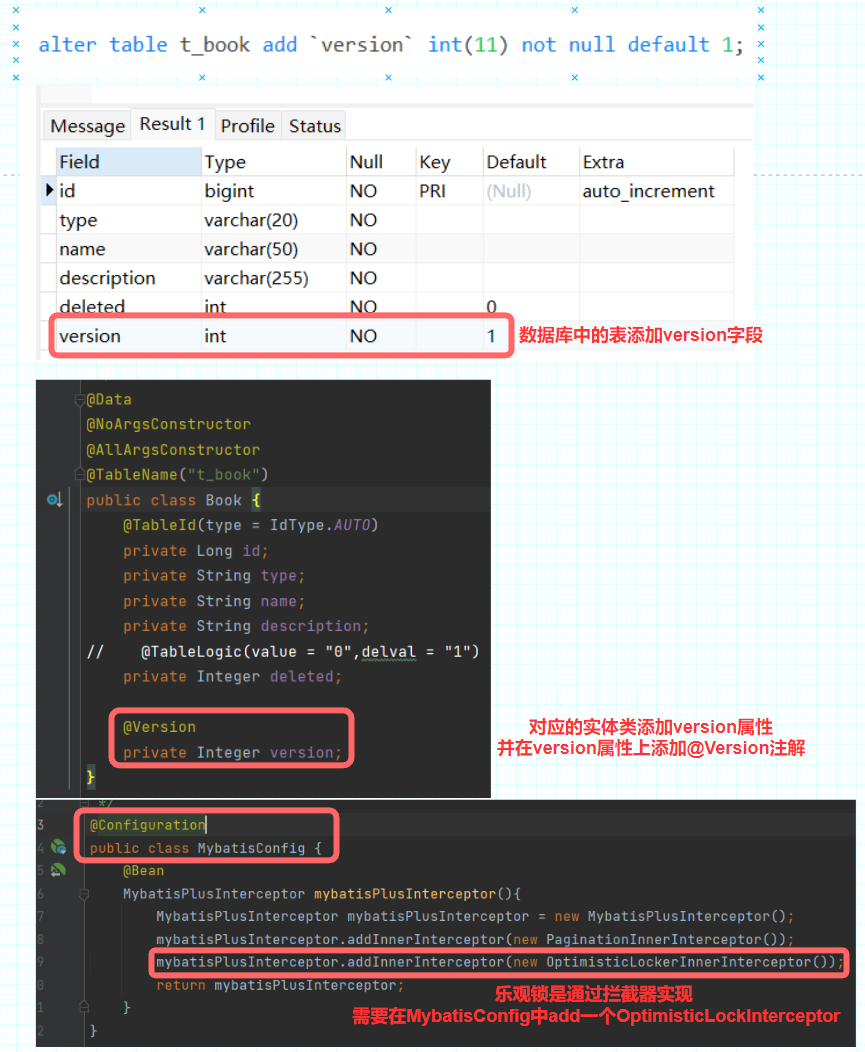 alter table t_book add `version` int(11) not null default 1;
Message Result 1 Profile Status
Field Type Null Key Default Extra
id bigint NO PRI (Null) auto_increment
type varchar(20) NO
name varchar(50) NO
description varchar(255) NO
deleted int NO 0
version int NO 1
数据库中的表添加version字段
@Data
@NoArgsConstructor
@AllArgsConstructor
@TableName("t_book")
public class Book {
@TableId(type = IdType.AUTO)
private Long id;
private String type;
private String name;
private String description;
// @TableLogic(value = "0",delval = "1")
private Integer deleted;
@Version
private Integer version;
}
对应的实体类添加version属性
并在version属性上添加@Version注解
2 */
3 @Configuration
4 public class MybatisConfig {
5 @Bean
6 MybatisPlusInterceptor mybatisPlusInterceptor(){
7 MybatisPlusInterceptor mybatisPlusInterceptor = new MybatisPlusInterceptor();
8 mybatisPlusInterceptor.addInnerInterceptor(new PaginationInnerInterceptor());
9 mybatisPlusInterceptor.addInnerInterceptor(new OptimisticLockerInnerInterceptor());
0 return mybatisPlusInterceptor;
1 }
2 }
乐观锁是通过拦截器实现
需要在MybatisConfig中add一个OptimisticLockInterceptor